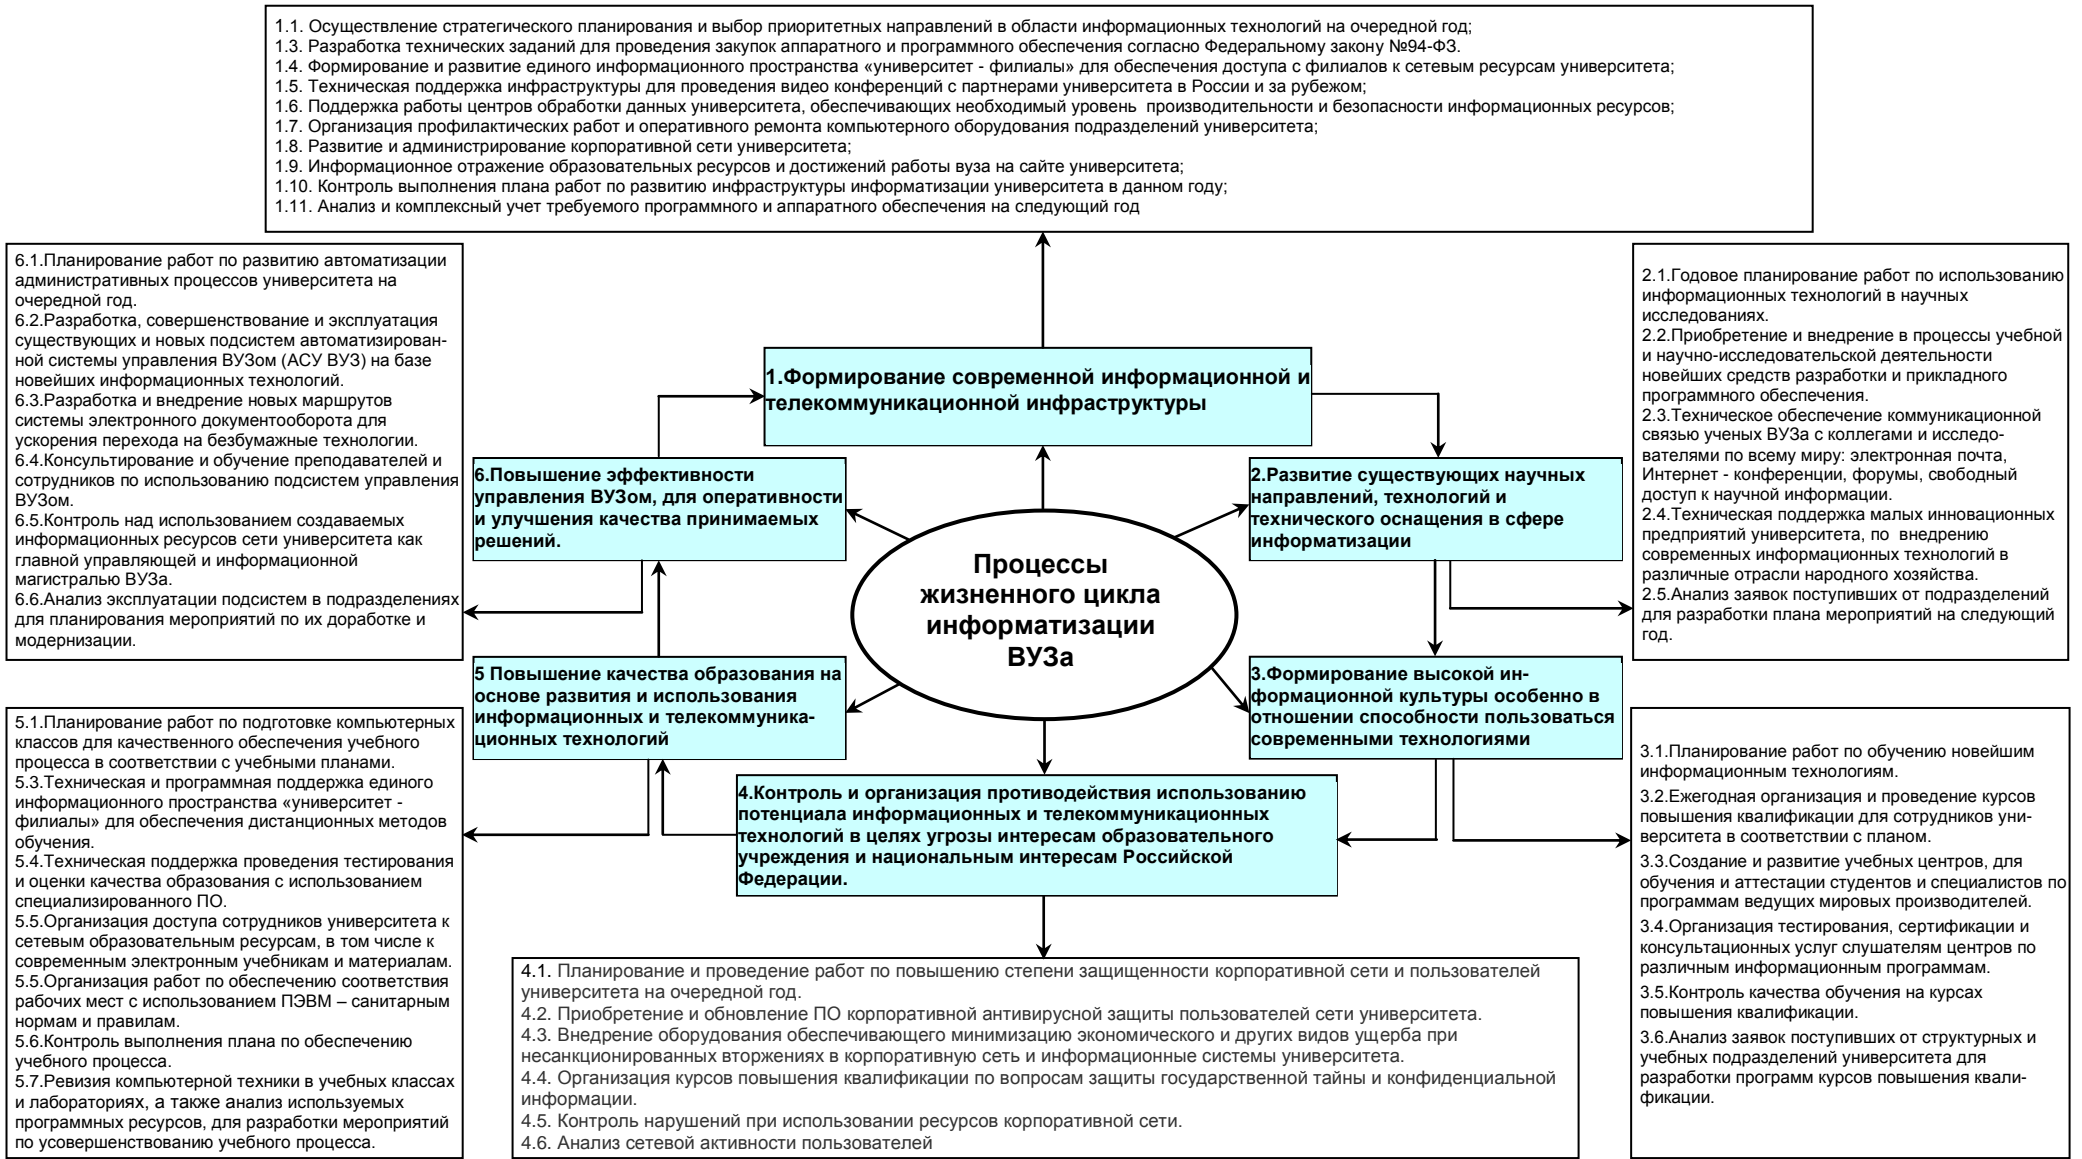 1.1. Осуществление стратегического планирования и выбор приоритетных направлений в области информационных технологий на очередной год;
1.3. Разработка технических заданий для проведения закупок аппаратного и программного обеспечения согласно Федеральному закону №94-ФЗ.
1.4. Формирование и развитие единого информационного пространства «университет - филиалы» для обеспечения доступа с филиалов к сетевым ресурсам университета;
1.5. Техническая поддержка инфраструктуры для проведения видео конференций с партнерами университета в России и за рубежом;
1.6. Поддержка работы центров обработки данных университета, обеспечивающих необходимый уровень производительности и безопасности информационных ресурсов;
1.7. Организация профилактических работ и оперативного ремонта компьютерного оборудования подразделений университета;
1.8. Развитие и администрирование корпоративной сети университета;
1.9. Информационное отражение образовательных ресурсов и достижений работы вуза на сайте университета;
1.10. Контроль выполнения плана работ по развитию инфраструктуры информатизации университета в данном году;
1.11. Анализ и комплексный учет требуемого программного и аппаратного обеспечения на следующий год
6.1.Планирование работ по развитию автоматизации
административных процессов университета на
очередной год.
6.2.Разработка, совершенствование и эксплуатация
существующих и новых подсистем автоматизирован-
ной системы управления ВУЗом (АСУ ВУЗ) на базе
новейших информационных технологий.
6.3.Разработка и внедрение новых маршрутов
системы электронного документооборота для
ускорения перехода на безбумажные технологии.
6.4.Консультирование и обучение преподавателей и
сотрудников по использованию подсистем управления
ВУЗом.
6.5.Контроль над использованием создаваемых
информационных ресурсов сети университета как
главной управляющей и информационной
магистралью ВУЗа.
6.6.Анализ эксплуатации подсистем в подразделениях
для планирования мероприятий по их доработке и
модернизации.
1.Формирование современной информационной и
телекоммуникационной инфраструктуры
2.1.Годовое планирование работ по использованию
информационных технологий в научных
исследованиях.
2.2.Приобретение и внедрение в процессы учебной
и научно-исследовательской деятельности
новейших средств разработки и прикладного
программного обеспечения.
2.3.Техническое обеспечение коммуникационной
связью ученых ВУЗа с коллегами и исследо-
вателями по всему миру: электронная почта,
Интернет - конференции, форумы, свободный
доступ к научной информации.
2.4.Техническая поддержка малых инновационных
предприятий университета, по внедрению
современных информационных технологий в
различные отрасли народного хозяйства.
2.5.Анализ заявок поступивших от подразделений
для разработки плана мероприятий на следующий
год.
6.Повышение эффективности
управления ВУЗом, для оперативности
и улучшения качества принимаемых
решений.
2.Развитие существующих научных
направлений, технологий и
технического оснащения в сфере
информатизации
Процессы
жизненного цикла
информатизации
ВУЗа
5 Повышение качества образования на
основе развития и использования
информационных и телекоммуника-
ционных технологий
3.Формирование высокой ин-
формационной культуры особенно в
отношении способности пользоваться
современными технологиями
5.1.Планирование работ по подготовке компьютерных
классов для качественного обеспечения учебного
процесса в соответствии с учебными планами.
5.3.Техническая и программная поддержка единого
информационного пространства «университет -
филиалы» для обеспечения дистанционных методов
обучения.
5.4.Техническая поддержка проведения тестирования
и оценки качества образования с использованием
специализированного ПО.
5.5.Организация доступа сотрудников университета к
сетевым образовательным ресурсам, в том числе к
современным электронным учебникам и материалам.
5.5.Организация работ по обеспечению соответствия
рабочих мест с использованием ПЭВМ – санитарным
нормам и правилам.
5.6.Контроль выполнения плана по обеспечению
учебного процесса.
5.7.Ревизия компьютерной техники в учебных классах
и лабораториях, а также анализ используемых
программных ресурсов, для разработки мероприятий
по усовершенствованию учебного процесса.
4.Контроль и организация противодействия использованию
потенциала информационных и телекоммуникационных
технологий в целях угрозы интересам образовательного
учреждения и национальным интересам Российской
Федерации.
3.1.Планирование работ по обучению новейшим
информационным технологиям.
3.2.Ежегодная организация и проведение курсов
повышения квалификации для сотрудников уни-
верситета в соответствии с планом.
3.3.Создание и развитие учебных центров, для
обучения и аттестации студентов и специалистов по
программам ведущих мировых производителей.
3.4.Организация тестирования, сертификации и
консультационных услуг слушателям центров по
различным информационным программам.
3.5.Контроль качества обучения на курсах
повышения квалификации.
3.6.Анализ заявок поступивших от структурных и
учебных подразделений университета для
разработки программ курсов повышения квали-
фикации.
4.1. Планирование и проведение работ по повышению степени защищенности корпоративной сети и пользователей
университета на очередной год.
4.2. Приобретение и обновление ПО корпоративной антивирусной защиты пользователей сети университета.
4.3. Внедрение оборудования обеспечивающего минимизацию экономического и других видов ущерба при
несанкционированных вторжениях в корпоративную сеть и информационные системы университета.
4.4. Организация курсов повышения квалификации по вопросам защиты государственной тайны и конфиденциальной
информации.
4.5. Контроль нарушений при использовании ресурсов корпоративной сети.
4.6. Анализ сетевой активности пользователей